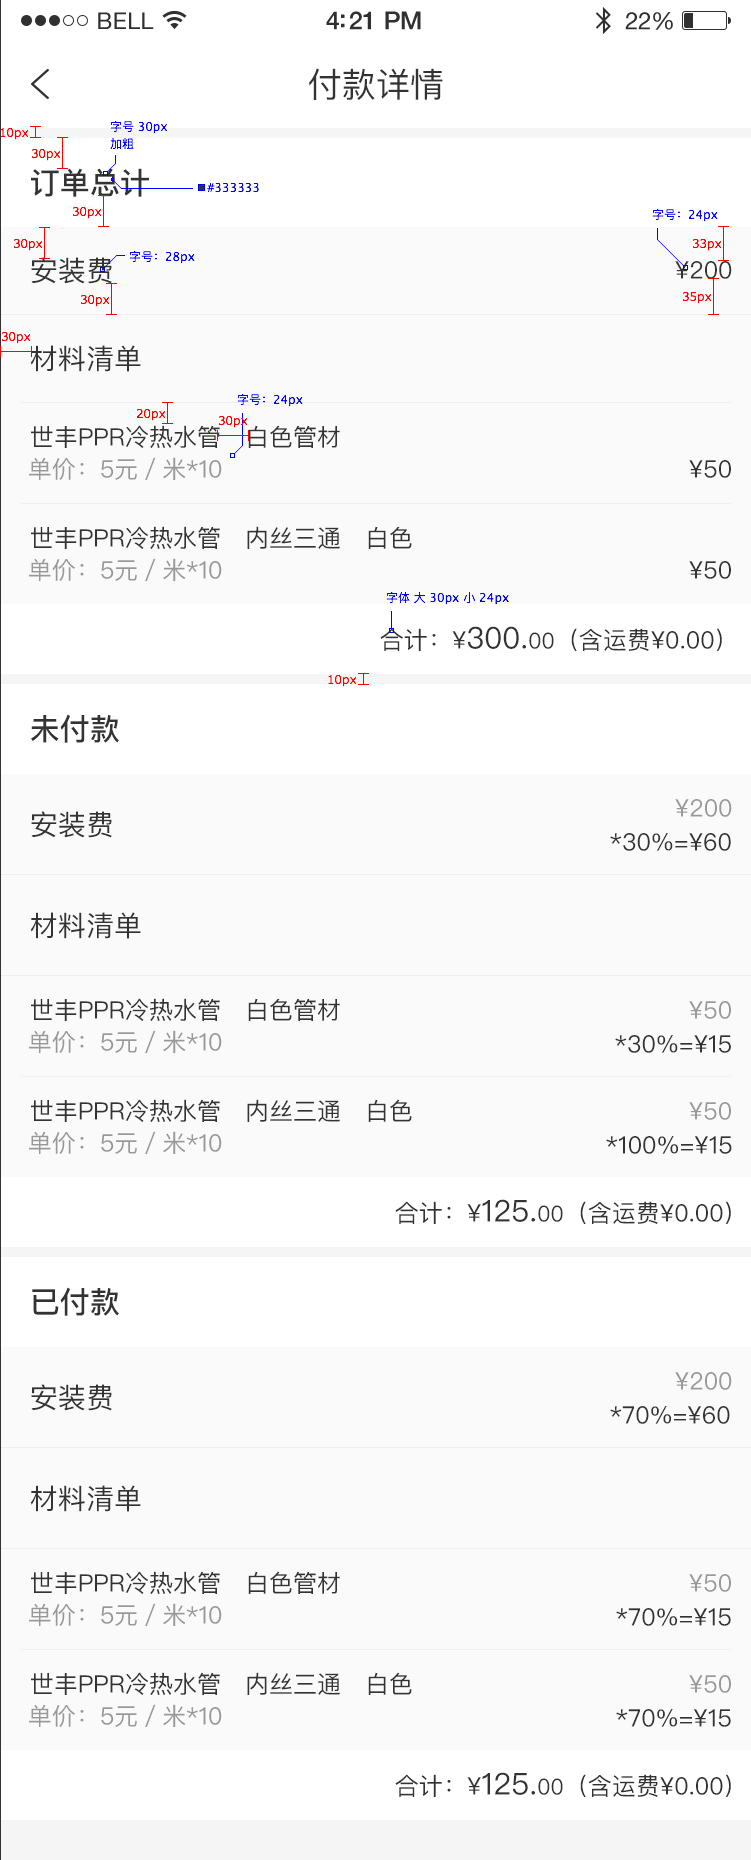 BELL 4:21 PM 22%
付款详情
字号 30px
加粗
10px
30px
订单总计
#333333
30px
字号：24px
30px
33px
安装费
字号：28px
¥200
30px
35px
30px
材料清单
字号：24px
20px
30px
世丰PPR冷热水管 白色管材
单价：5元 / 米*10 ¥50
世丰PPR冷热水管 内丝三通 白色
单价：5元 / 米*10 ¥50
字体 大 30px 小 24px
合计：¥300.00（含运费¥0.00）
10px
未付款
¥200
安装费
*30%=¥60
材料清单
世丰PPR冷热水管 白色管材 ¥50
单价：5元 / 米*10 *30%=¥15
世丰PPR冷热水管 内丝三通 白色 ¥50
单价：5元 / 米*10 *100%=¥15
合计：¥125.00（含运费¥0.00）
已付款
¥200
安装费
*70%=¥60
材料清单
世丰PPR冷热水管 白色管材 ¥50
单价：5元 / 米*10 *70%=¥15
世丰PPR冷热水管 内丝三通 白色 ¥50
单价：5元 / 米*10 *70%=¥15
合计：¥125.00（含运费¥0.00）